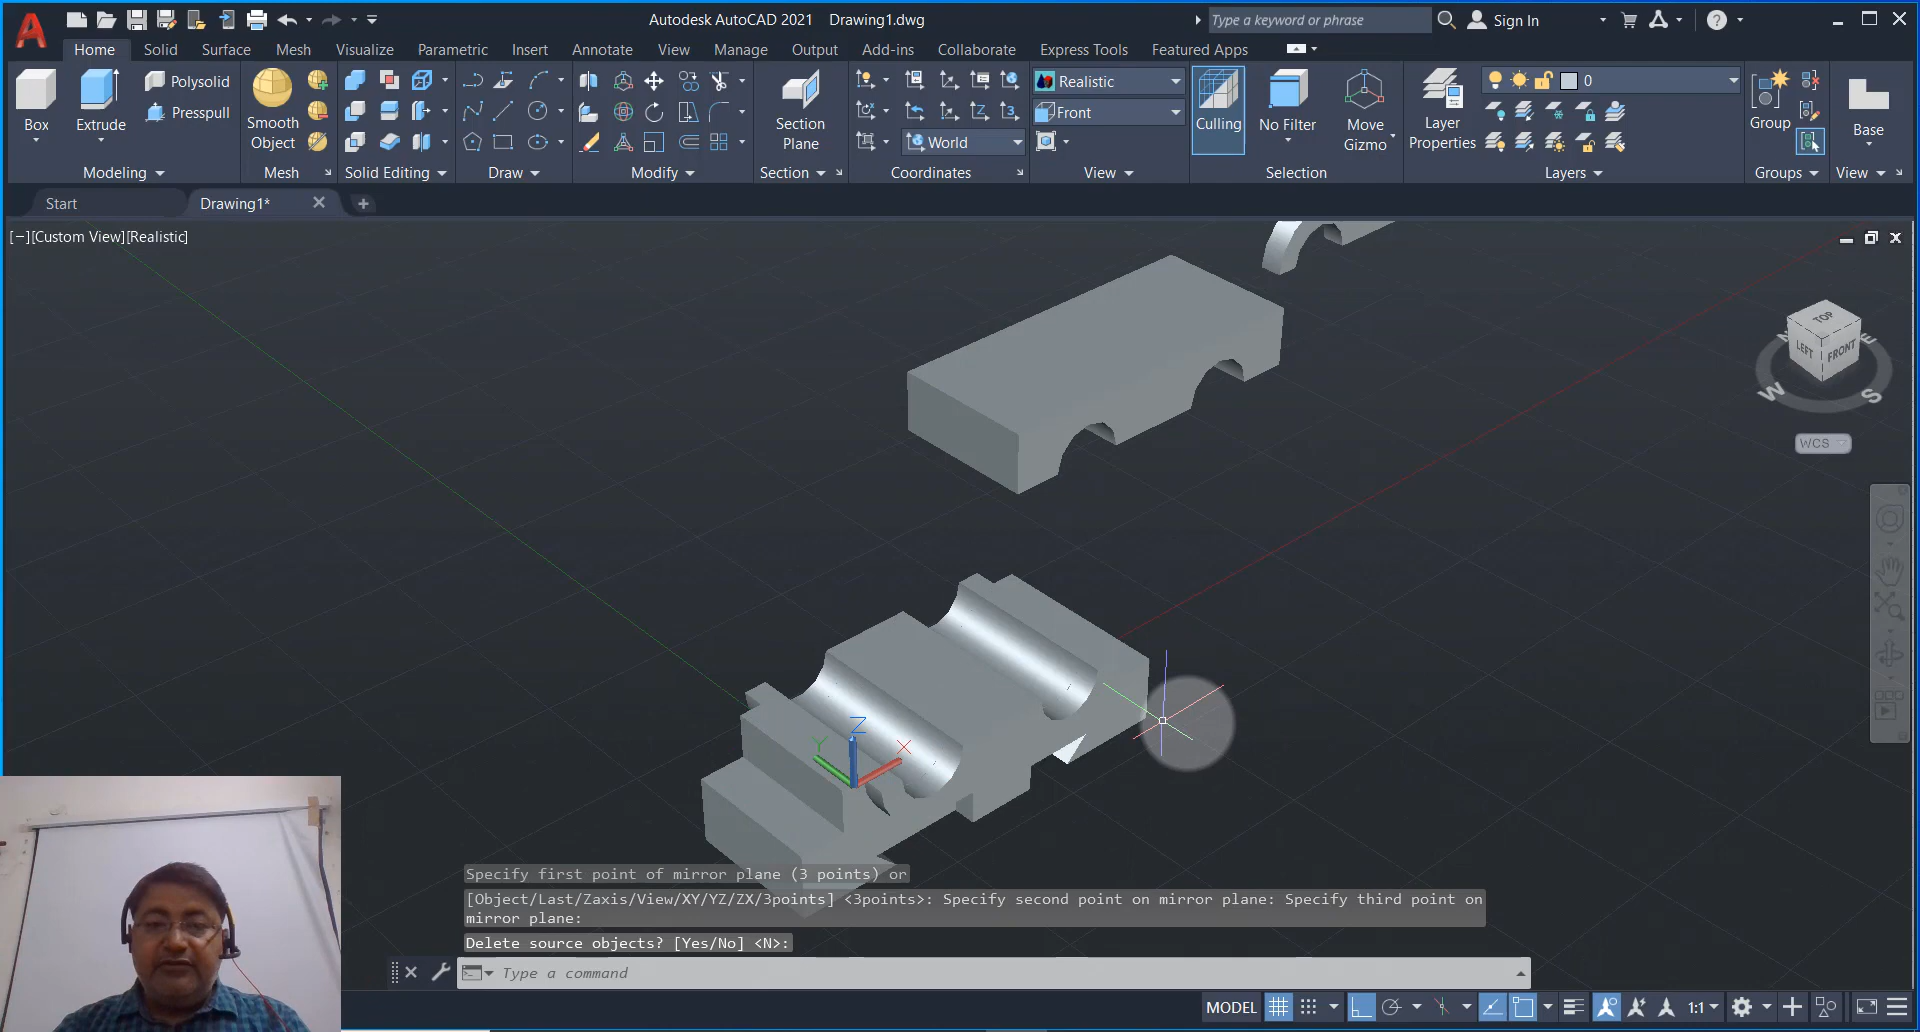 Autodesk AutoCAD 2021 Drawing1.dwg
Type a keyword or phrase
Sign In
Home Solid Surface Mesh Visualize Parametric Insert Annotate View Manage Output Add-ins Collaborate Express Tools Featured Apps
Box
Extrude
Polysolid
Presspull
Modeling
Smooth
Object
Mesh
Solid Editing
Draw
Modify
Section
Plane
Section
World
Coordinates
Realistic
Front
View
Culling
No Filter
Move
Gizmo
Selection
Layer
Properties
0
Layers
Group
Groups
Base
View
Start
Drawing1*
[−][Custom View][Realistic]
TOP
LEFT
FRONT
N
E
W
S
WCS
Z
Y
X
Specify first point of mirror plane (3 points) or
[Object/Last/Zaxis/View/XY/YZ/ZX/3points] <3points>: Specify second point on mirror plane: Specify third point on
mirror plane:
Delete source objects? [Yes/No] <N>:
Type a command
MODEL
1:1